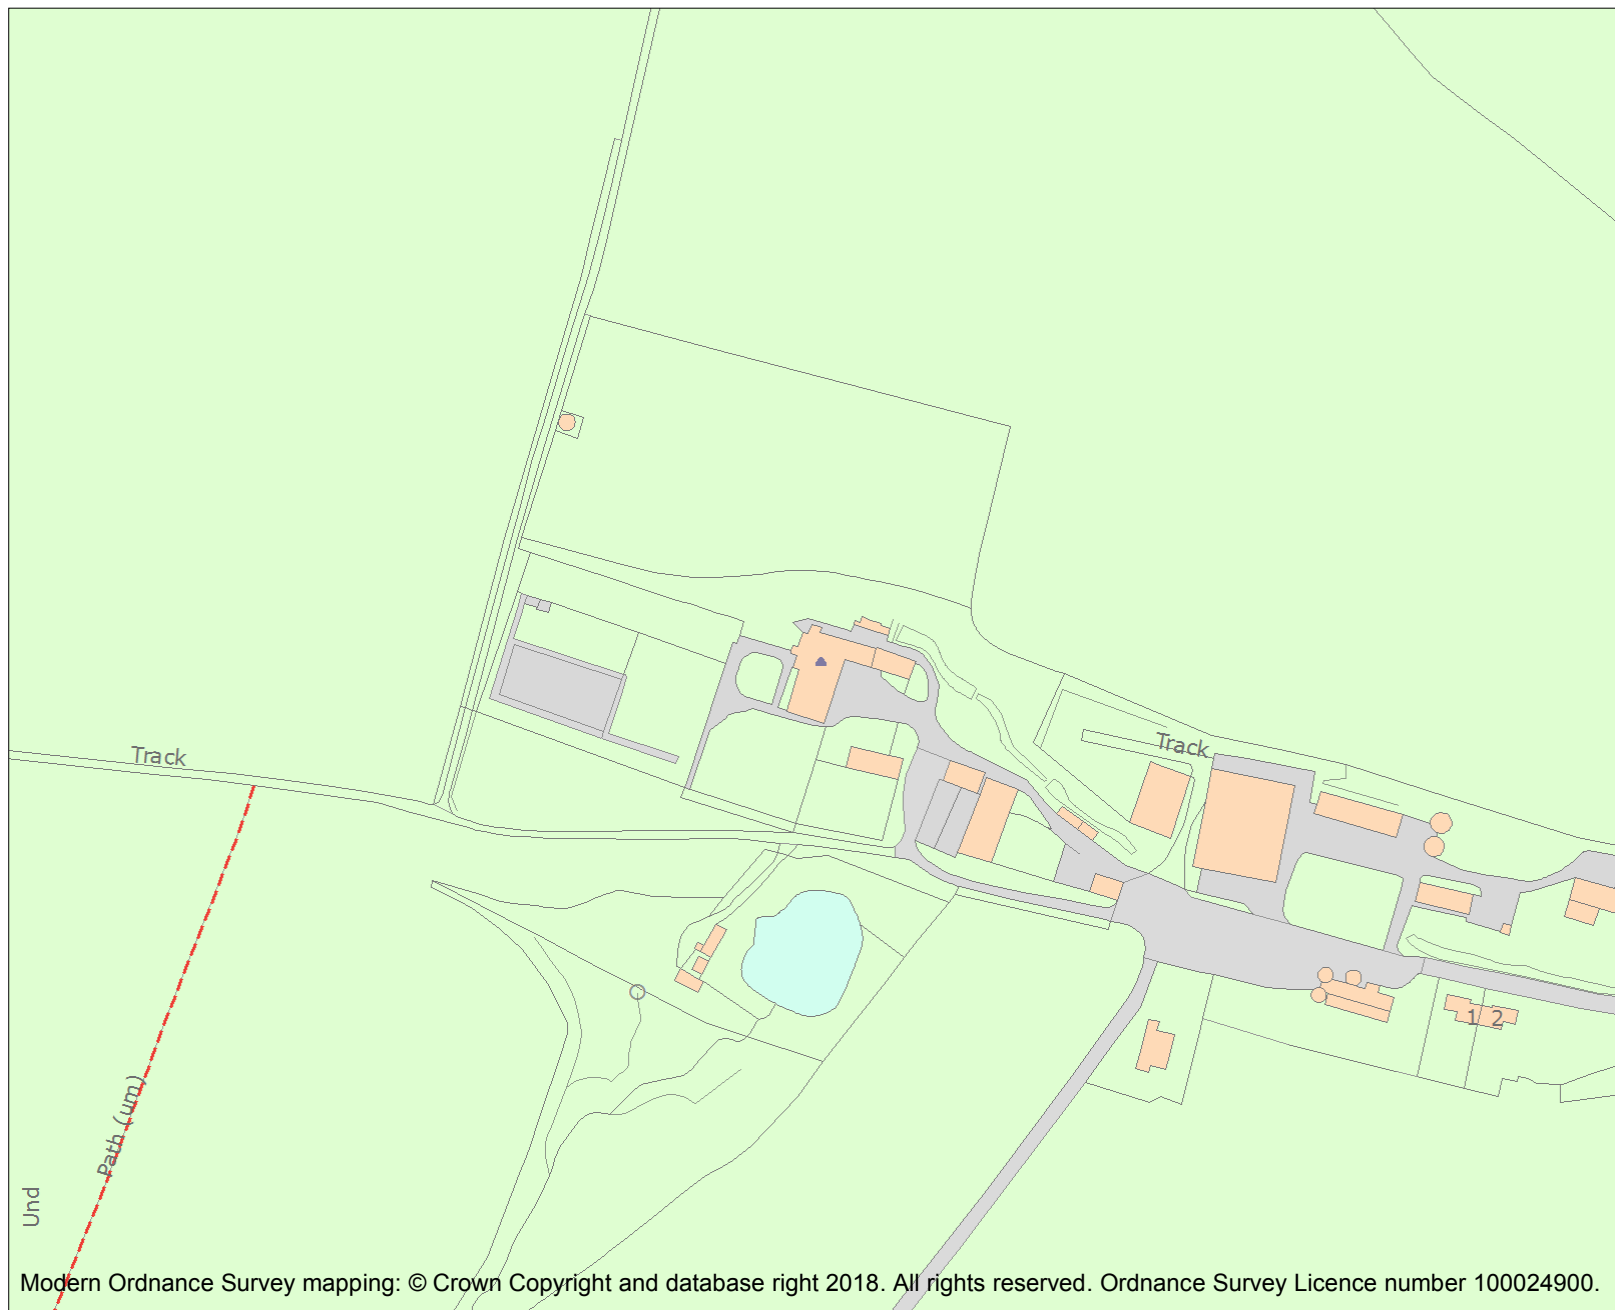 Track
Track
Path (um)
Und
1 2
Modern Ordnance Survey mapping: © Crown Copyright and database right 2018. All rights reserved. Ordnance Survey Licence number 100024900.